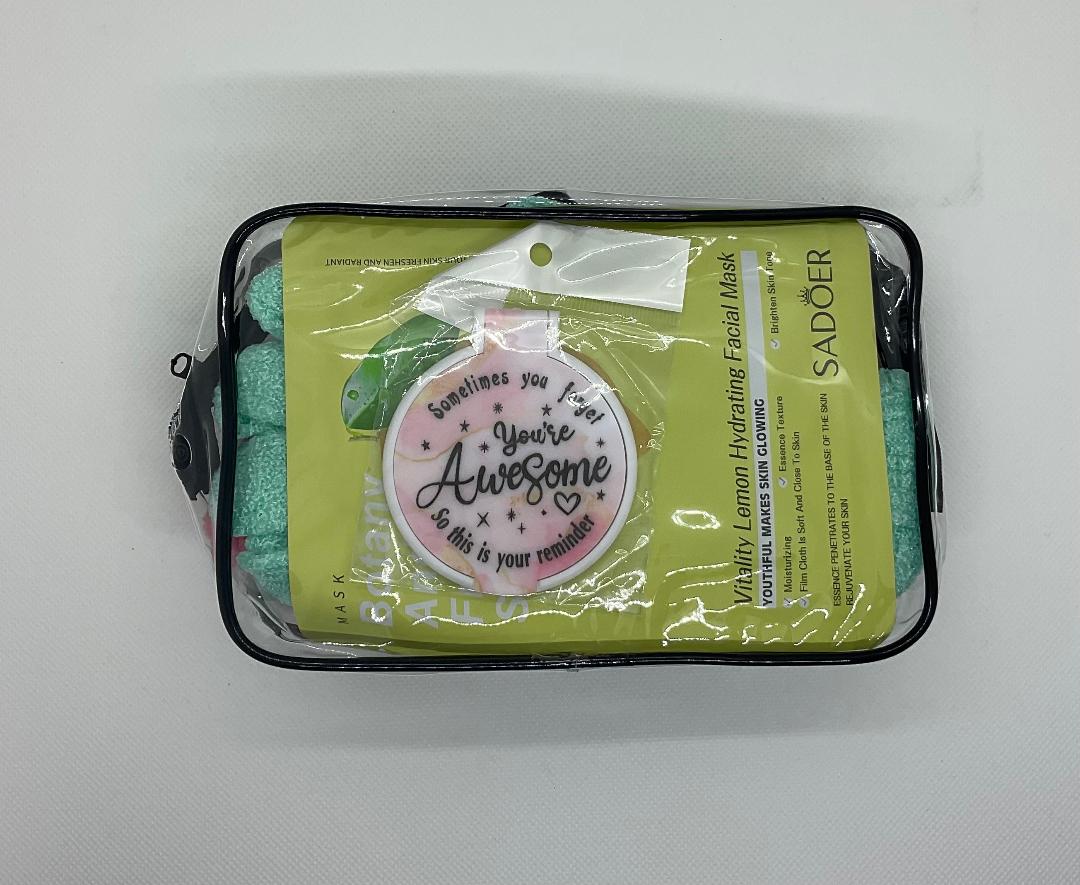 Sometimes you forget
You're
Awesome
So this is your reminder
OUR SKIN FRESHEN AND RADIANT
MASK
Botany
Vitality Lemon Hydrating Facial Mask
YOUTHFUL MAKES SKIN GLOWING
Moisturizing
Essence Texture
Brighten Skin Tone
Film Cloth Is Soft And Close To Skin
SADOER
ESSENCE PENETRATES TO THE BASE OF THE SKIN
REJUVENATE YOUR SKIN